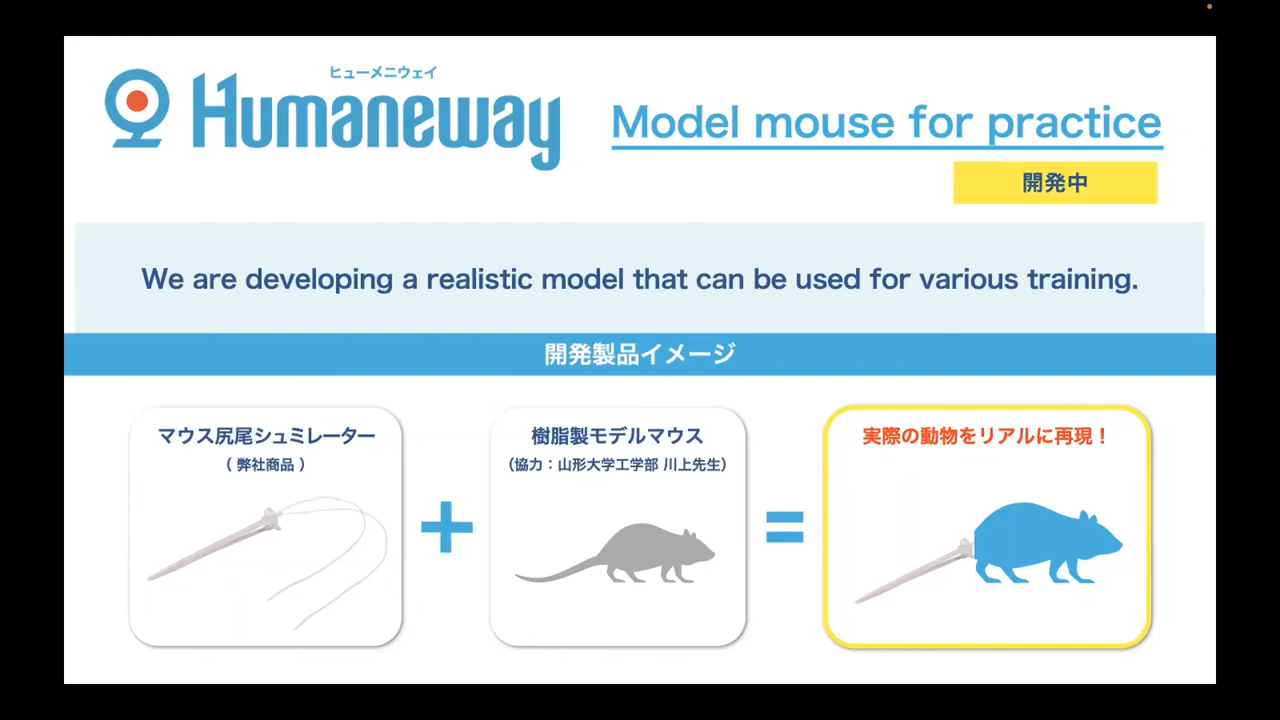 ヒューメニウェイ
Humaneway
Model mouse for practice
開発中
We are developing a realistic model that can be used for various training.
開発製品イメージ
マウス尻尾シュミレーター
（ 弊社商品 ）
+
樹脂製モデルマウス
（協力：山形大学工学部 川上先生）
=
実際の動物をリアルに再現！